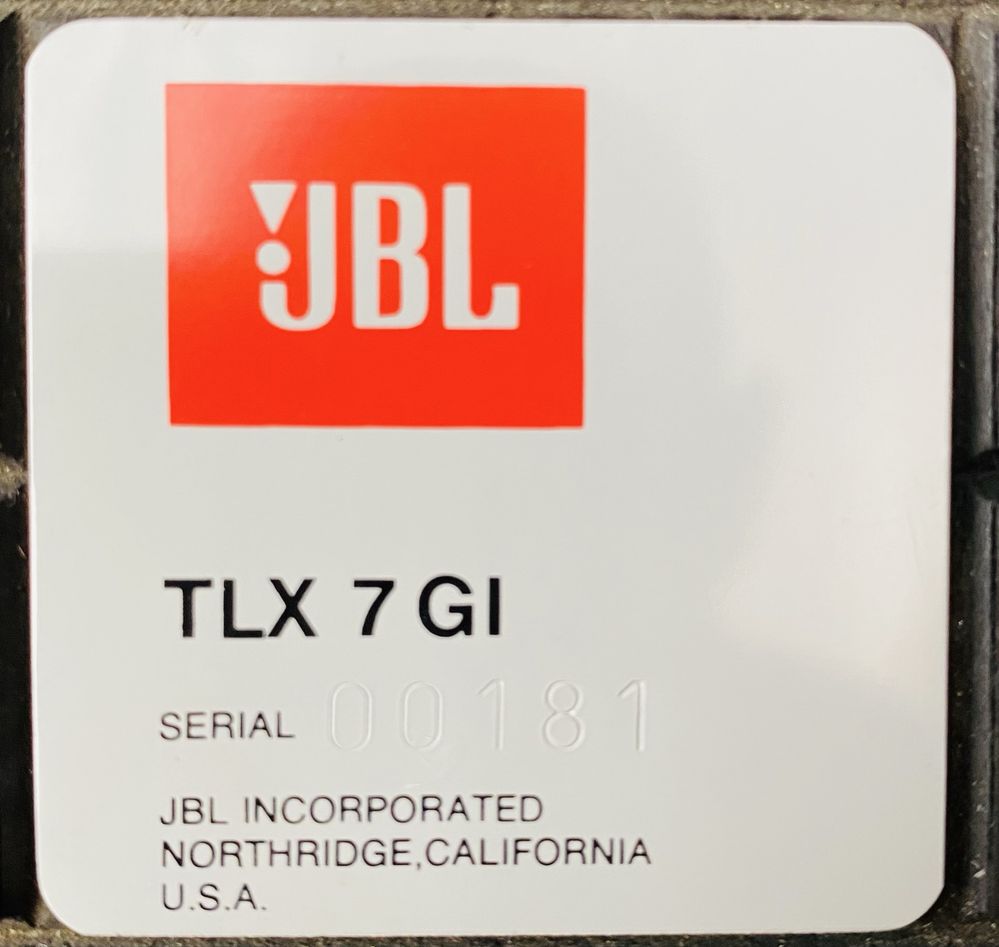 JBL
TLX 7 GI
SERIAL 00181
JBL INCORPORATED
NORTHRIDGE,CALIFORNIA
U.S.A.